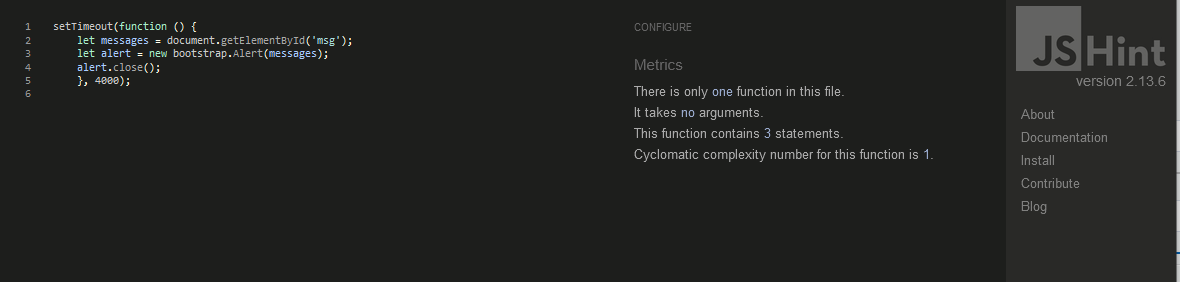 1 setTimeout(function () {
2 let messages = document.getElementById('msg');
3 let alert = new bootstrap.Alert(messages);
4 alert.close();
5 }, 4000);
6
CONFIGURE
Metrics
There is only one function in this file.
It takes no arguments.
This function contains 3 statements.
Cyclomatic complexity number for this function is 1.
JSHint
version 2.13.6
About
Documentation
Install
Contribute
Blog